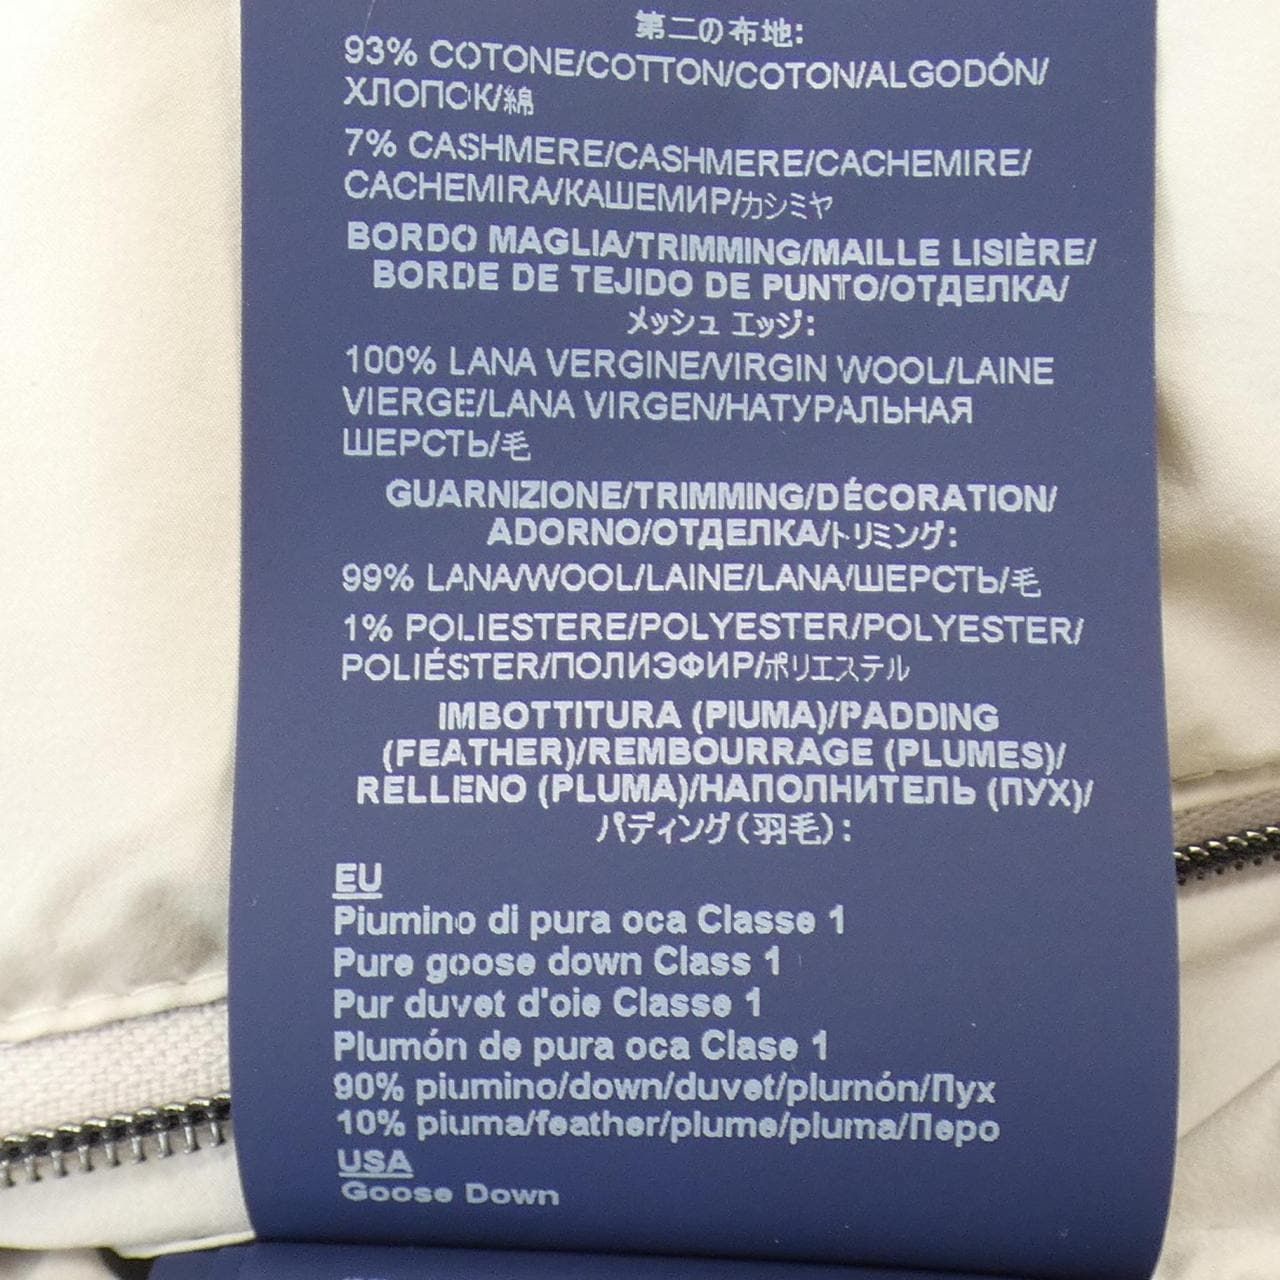 第二の布地:
93% COTONE/COTTON/COTON/ALGODÓN/
ХЛОПОК/綿
7% CASHMERE/CASHMERE/CACHEMIRE/
CACHEMIRA/КАШЕМИР/カシミヤ
BORDO MAGLIA/TRIMMING/MAILLE LISIÈRE/
BORDE DE TEJIDO DE PUNTO/ОТДЕЛКА/
メッシュ エッジ:
100% LANA VERGINE/VIRGIN WOOL/LAINE
VIERGE/LANA VIRGEN/НАТУРАЛЬНАЯ
ШЕРСТЬ/毛
GUARNIZIONE/TRIMMING/DÉCORATION/
ADORNO/ОТДЕЛКА/トリミング:
99% LANA/WOOL/LAINE/LANA/ШЕРСТЬ/毛
1% POLIESTERE/POLYESTER/POLYESTER/
POLIÉSTER/ПОЛИЭФИР/ポリエステル
IMBOTTITURA (PIUMA)/PADDING
(FEATHER)/REMBOURRAGE (PLUMES)/
RELLENO (PLUMA)/НАПОЛНИТЕЛЬ (ПУХ)/
パディング(羽毛):
EU
Piumino di pura oca Classe 1
Pure goose down Class 1
Pur duvet d'oie Classe 1
Plumón de pura oca Clase 1
90% piumino/down/duvet/plumón/Пух
10% piuma/feather/plume/pluma/Перо
USA
Goose Down